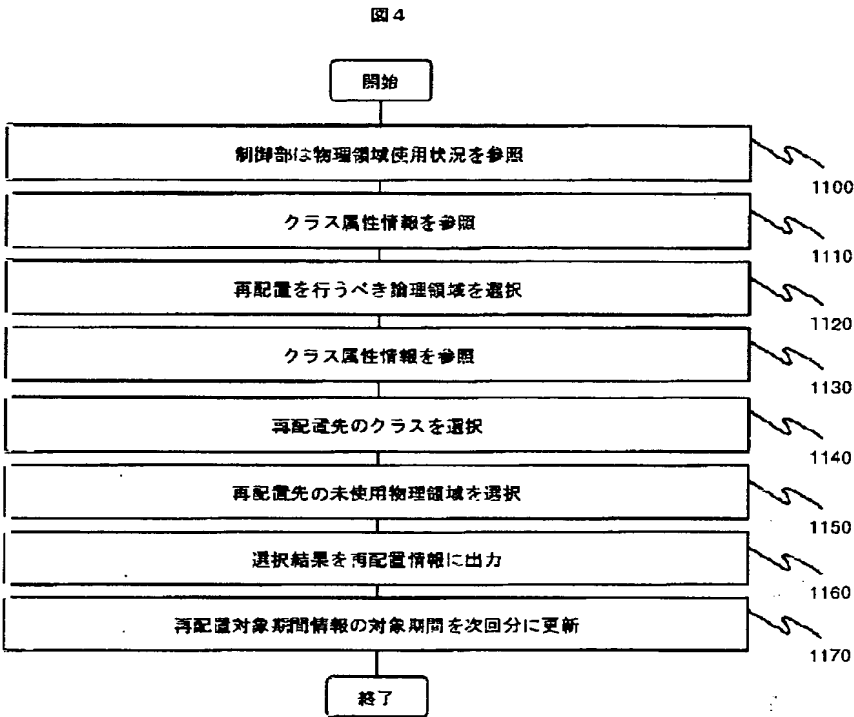 図4
開始
制御部は物理領域使用状況を参照
1100
クラス属性情報を参照
1110
再配置を行うべき論理領域を選択
1120
クラス属性情報を参照
1130
再配置先のクラスを選択
1140
再配置先の未使用物理領域を選択
1150
選択結果を再配置情報に出力
1160
再配置対象期間情報の対象期間を次回分に更新
1170
終了